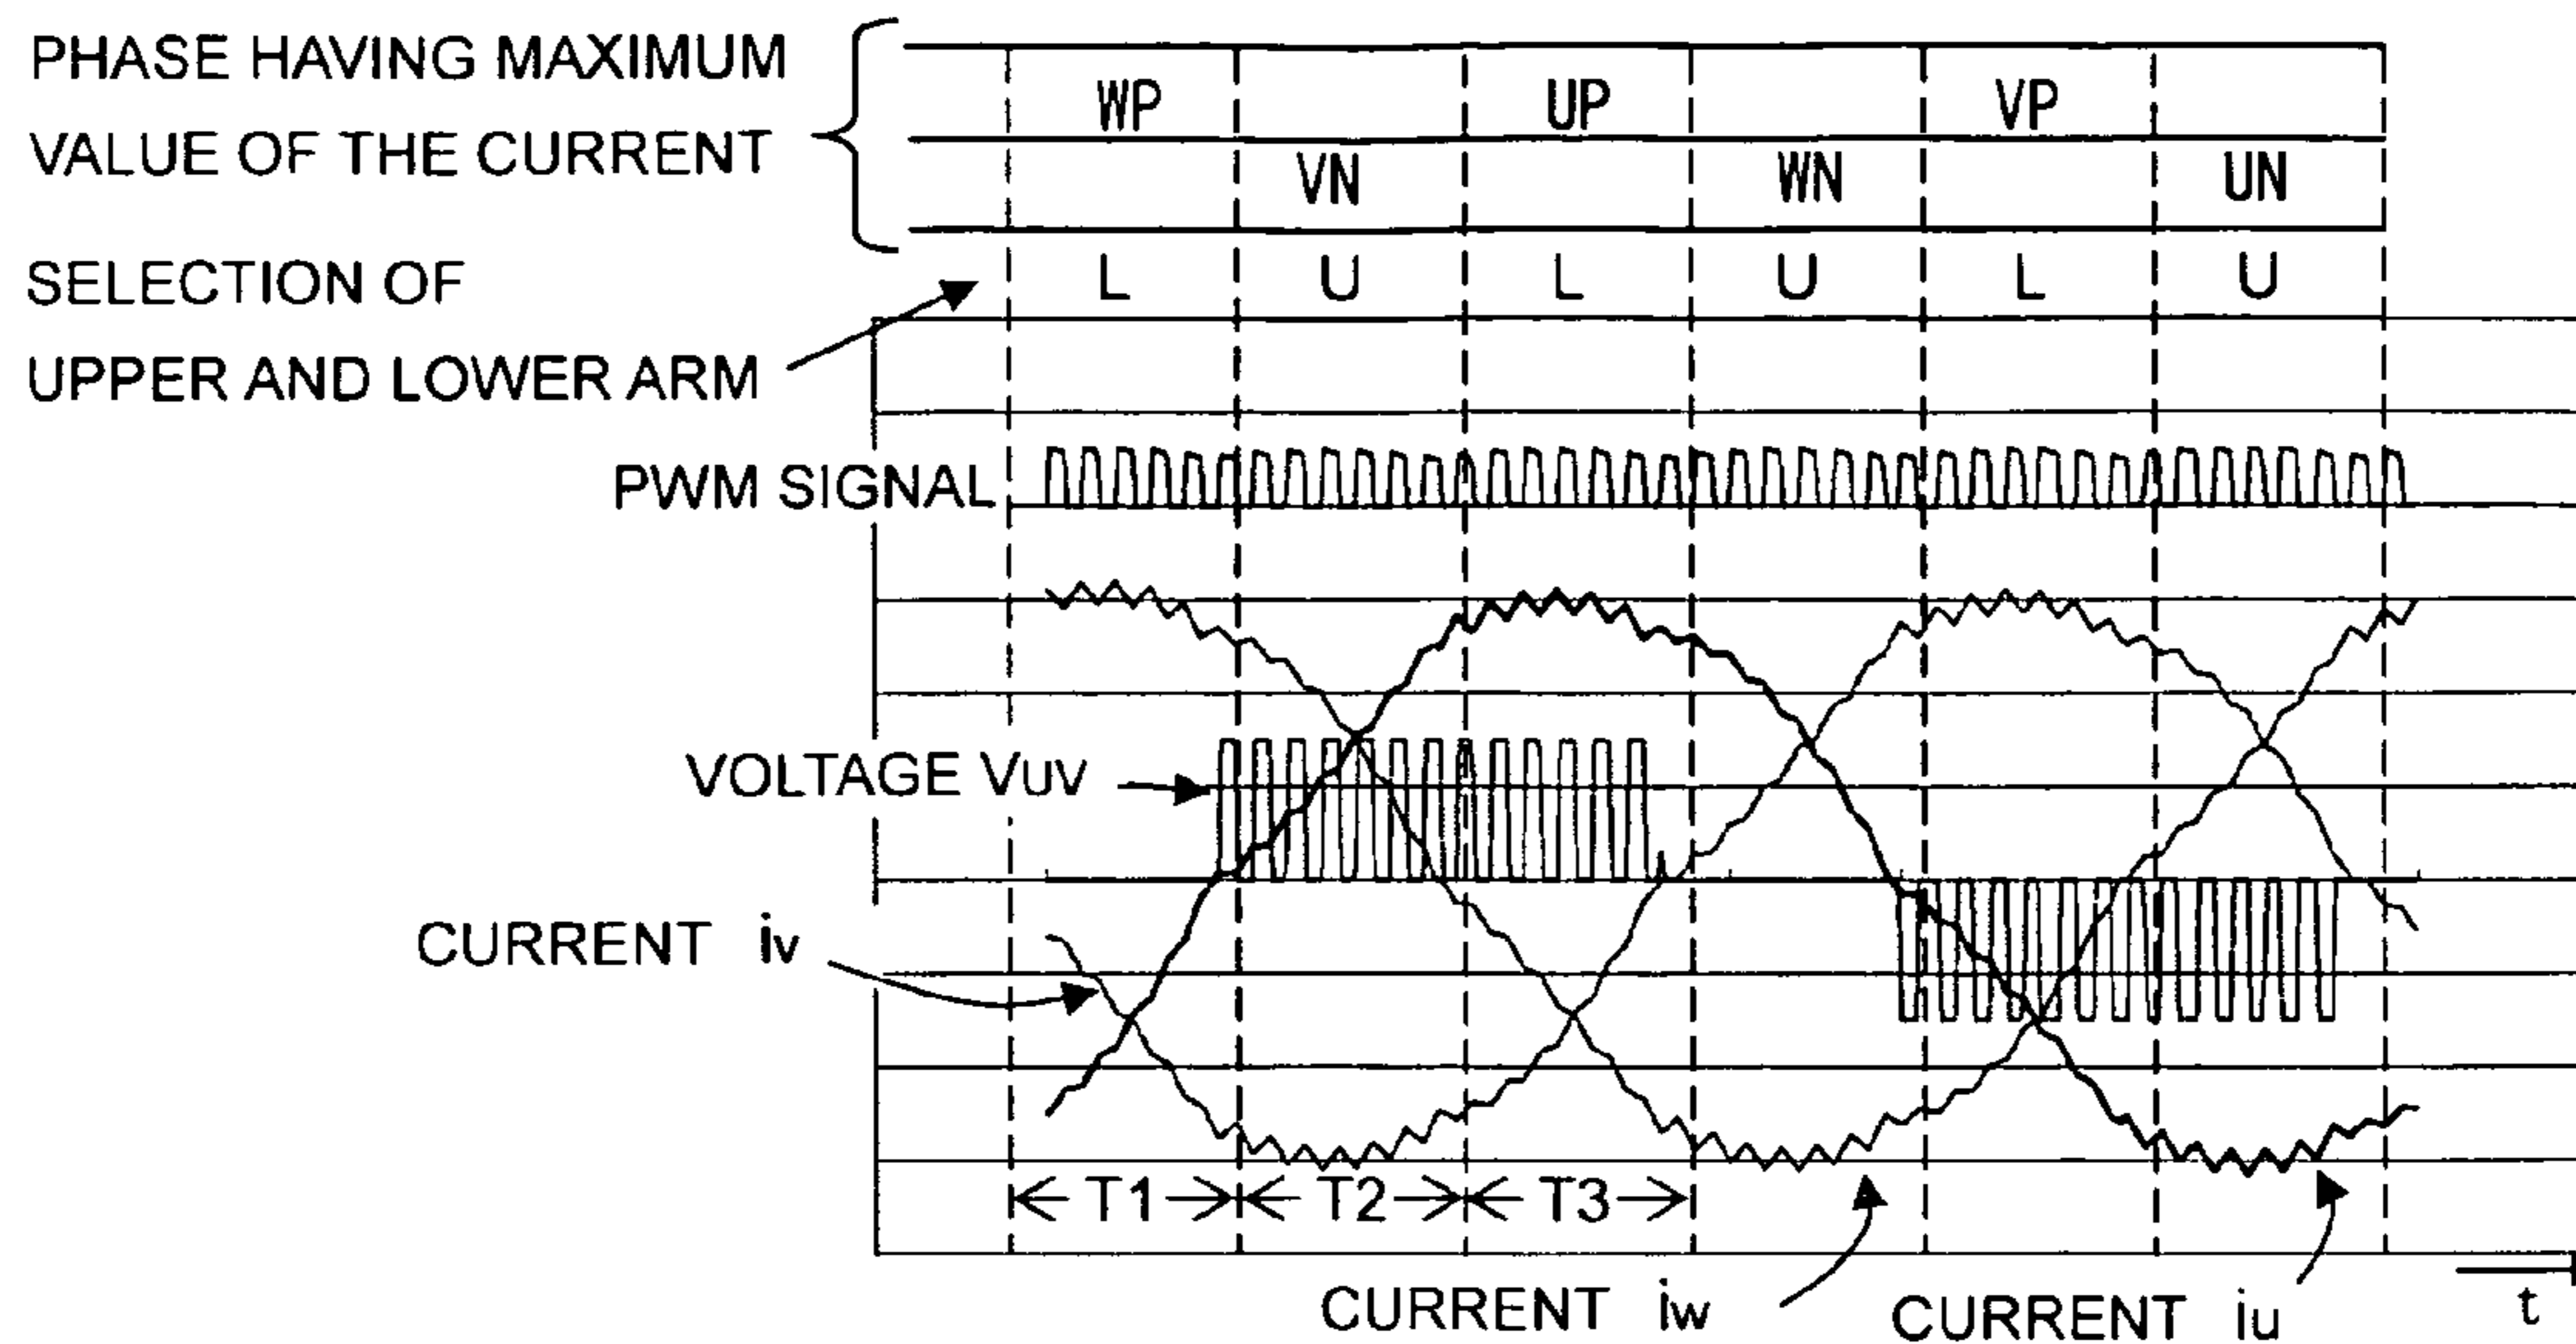 PHASE HAVING MAXIMUM
VALUE OF THE CURRENT
WP UP VP
VN WN UN
SELECTION OF
UPPER AND LOWER ARM
L U L U L U
PWM SIGNAL
VOLTAGE VUV
CURRENT iv
T1 T2 T3
CURRENT iw
CURRENT iu
t